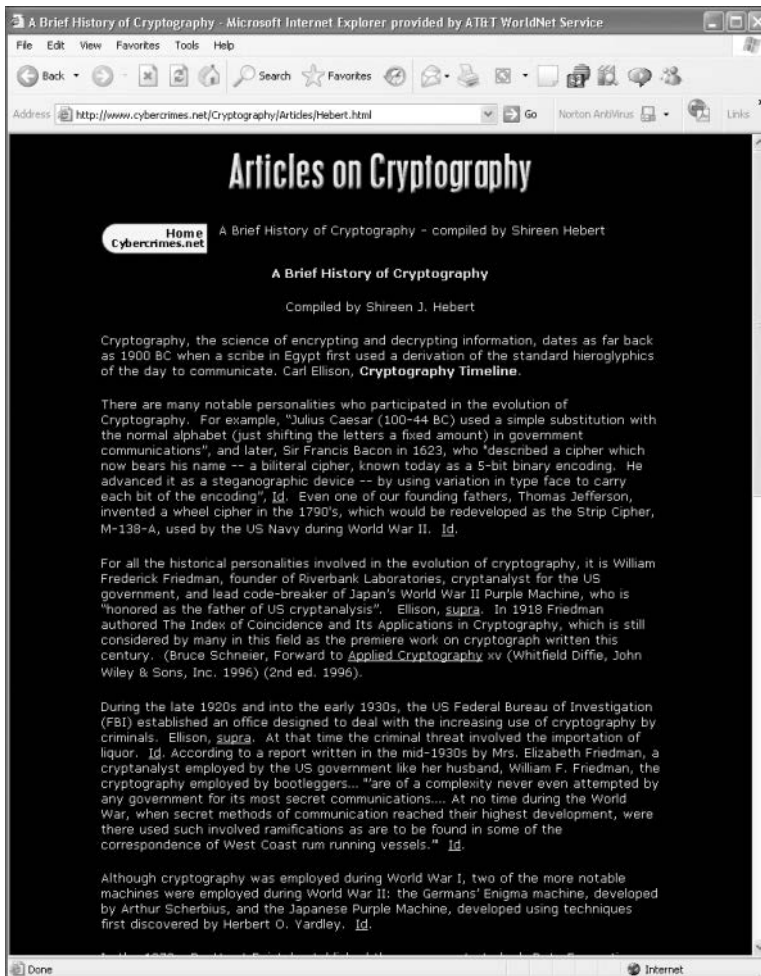 A Brief History of Cryptography - Microsoft Internet Explorer provided by AT&T WorldNet Service
File Edit View Favorites Tools Help
Back Search Favorites
Address http://www.cybercrimes.net/Cryptography/Articles/Hebert.html Go Norton AntiVirus Links
Articles on Cryptography
Home
Cybercrimes.net
A Brief History of Cryptography - compiled by Shireen Hebert
A Brief History of Cryptography
Compiled by Shireen J. Hebert
Cryptography, the science of encrypting and decrypting information, dates as far back
as 1900 BC when a scribe in Egypt first used a derivation of the standard hieroglyphics
of the day to communicate. Carl Ellison, Cryptography Timeline.
There are many notable personalities who participated in the evolution of
Cryptography. For example, "Julius Caesar (100-44 BC) used a simple substitution with
the normal alphabet (just shifting the letters a fixed amount) in government
communications", and later, Sir Francis Bacon in 1623, who "described a cipher which
now bears his name -- a biliteral cipher, known today as a 5-bit binary encoding. He
advanced it as a steganographic device -- by using variation in type face to carry
each bit of the encoding", Id. Even one of our founding fathers, Thomas Jefferson,
invented a wheel cipher in the 1790's, which would be redeveloped as the Strip Cipher,
M-138-A, used by the US Navy during World War II. Id.
For all the historical personalities involved in the evolution of cryptography, it is William
Frederick Friedman, founder of Riverbank Laboratories, cryptanalyst for the US
government, and lead code-breaker of Japan's World War II Purple Machine, who is
"honored as the father of US cryptanalysis". Ellison, supra. In 1918 Friedman
authored The Index of Coincidence and Its Applications in Cryptography, which is still
considered by many in this field as the premiere work on cryptograph written this
century. (Bruce Schneier, Forward to Applied Cryptography xv (Whitfield Diffie, John
Wiley & Sons, Inc. 1996) (2nd ed. 1996).
During the late 1920s and into the early 1930s, the US Federal Bureau of Investigation
(FBI) established an office designed to deal with the increasing use of cryptography by
criminals. Ellison, supra. At that time the criminal threat involved the importation of
liquor. Id. According to a report written in the mid-1930s by Mrs. Elizabeth Friedman, a
cryptanalyst employed by the US government like her husband, William F. Friedman, the
cryptography employed by bootleggers... "'are of a complexity never even attempted by
any government for its most secret communications.... At no time during the World
War, when secret methods of communication reached their highest development, were
there used such involved ramifications as are to be found in some of the
correspondence of West Coast rum running vessels.'" Id.
Although cryptography was employed during World War I, two of the more notable
machines were employed during World War II: the Germans' Enigma machine, developed
by Arthur Scherbius, and the Japanese Purple Machine, developed using techniques
first discovered by Herbert O. Yardley. Id.
Done Internet